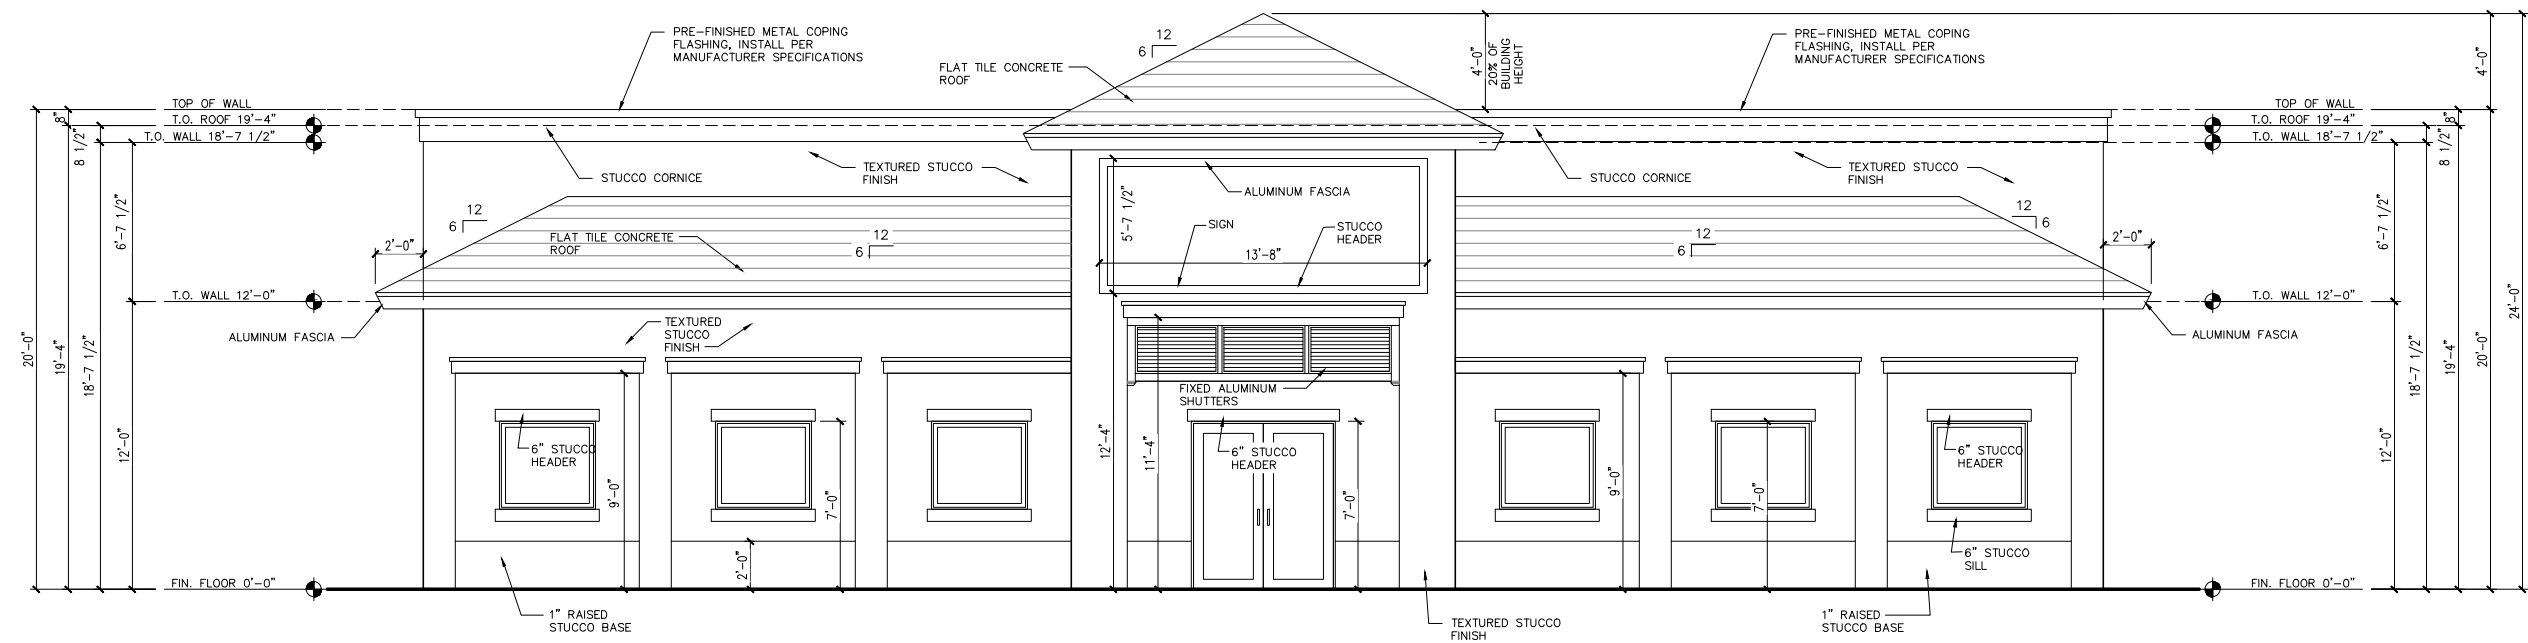 PRE-FINISHED METAL COPING
FLASHING, INSTALL PER
MANUFACTURER SPECIFICATIONS
12
6
FLAT TILE CONCRETE
ROOF
4'-0"
20% OF
BUILDING
HEIGHT
PRE-FINISHED METAL COPING
FLASHING, INSTALL PER
MANUFACTURER SPECIFICATIONS
4'-0"
TOP OF WALL
T.O. ROOF 19'-4"
T.O. WALL 18'-7 1/2"
8"
8 1/2"
TOP OF WALL
T.O. ROOF 19'-4"
T.O. WALL 18'-7 1/2"
8"
8 1/2"
STUCCO CORNICE
TEXTURED STUCCO
FINISH
ALUMINUM FASCIA
STUCCO CORNICE
TEXTURED STUCCO
FINISH
6'-7 1/2"
2'-0"
12
6
FLAT TILE CONCRETE
ROOF
12
6
5'-7 1/2"
SIGN
STUCCO
HEADER
13'-8"
12
6
12
6
2'-0"
6'-7 1/2"
24'-0"
T.O. WALL 12'-0"
T.O. WALL 12'-0"
ALUMINUM FASCIA
TEXTURED
STUCCO
FINISH
ALUMINUM FASCIA
20'-0"
19'-4"
18'-7 1/2"
12'-0"
FIXED ALUMINUM
SHUTTERS
6" STUCCO
HEADER
9'-0"
7'-0"
12'-4"
11'-4"
6" STUCCO
HEADER
7'-0"
9'-0"
7'-0"
6" STUCCO
HEADER
12'-0"
18'-7 1/2"
19'-4"
20'-0"
2'-0"
6" STUCCO
SILL
FIN. FLOOR 0'-0"
FIN. FLOOR 0'-0"
1" RAISED
STUCCO BASE
TEXTURED STUCCO
FINISH
1" RAISED
STUCCO BASE